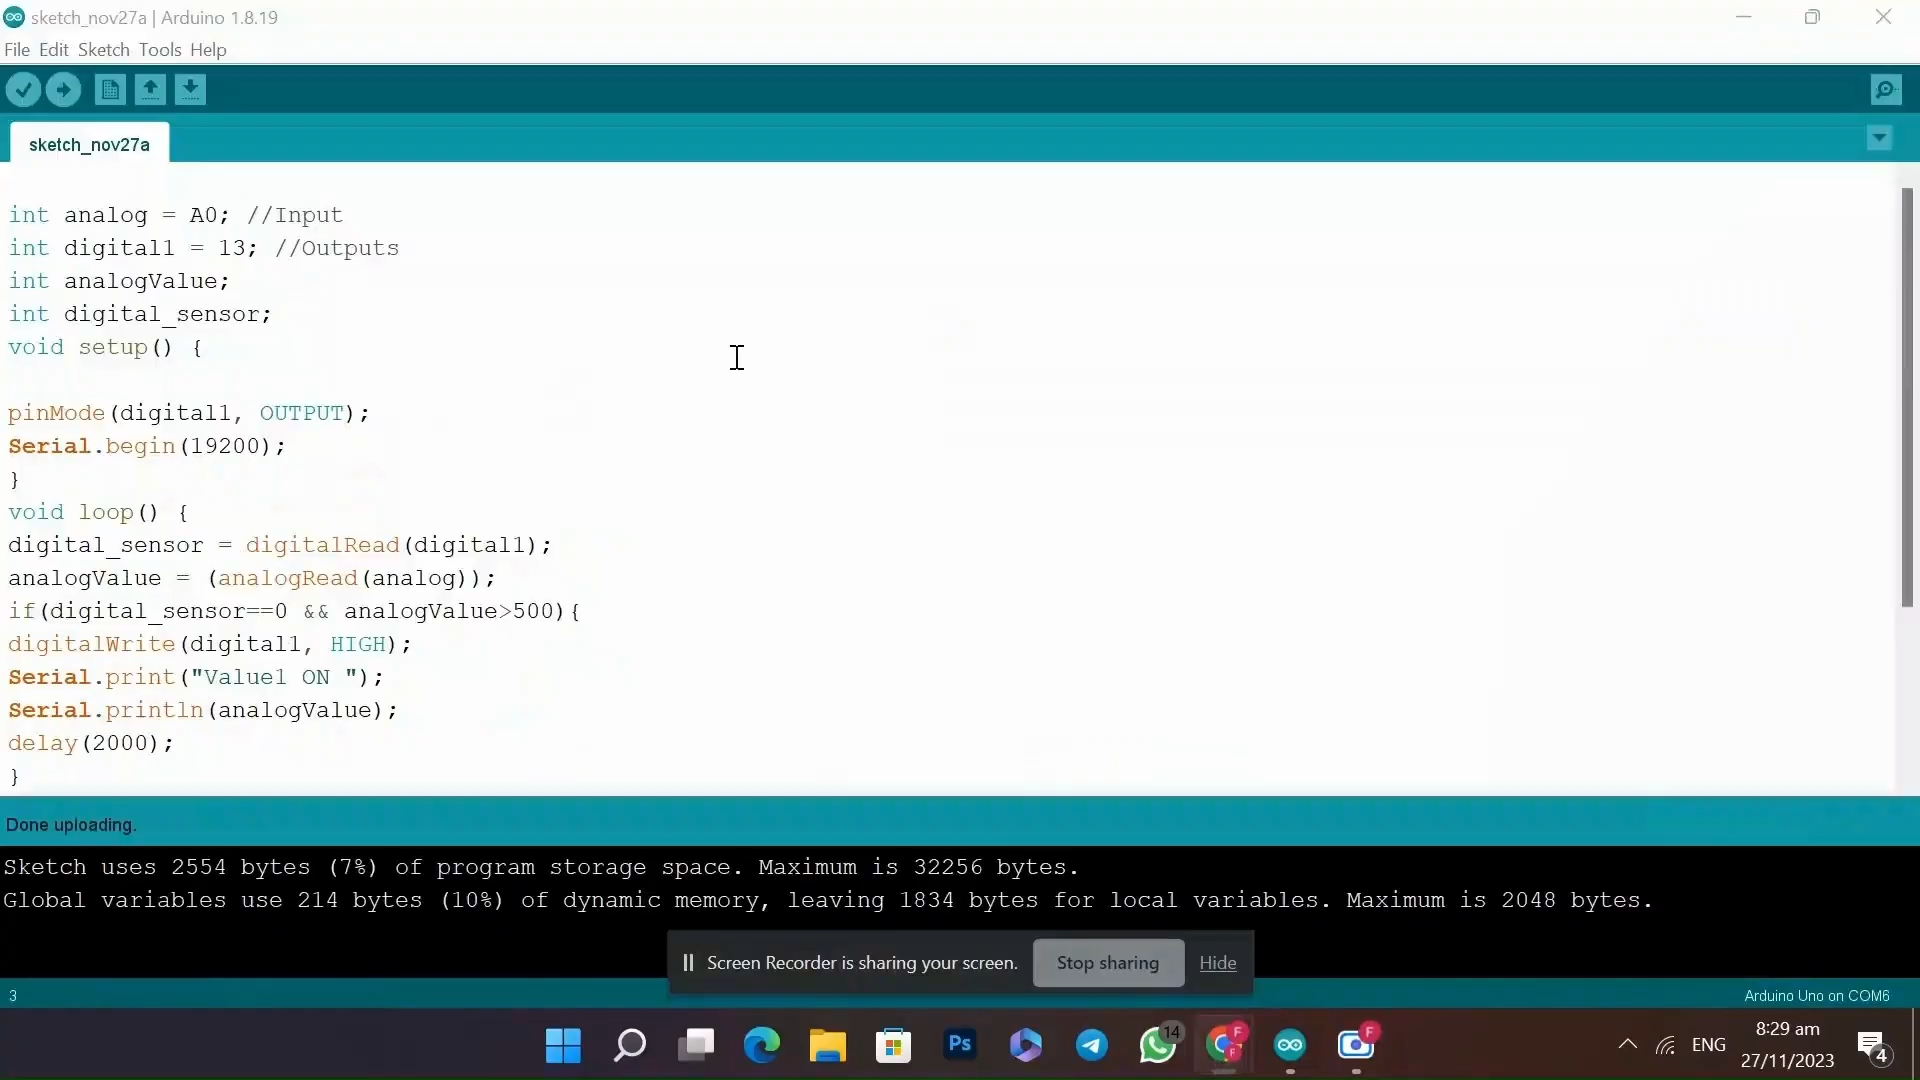 sketch_nov27a | Arduino 1.8.19
File Edit Sketch Tools Help
sketch_nov27a
int analog = A0; //Input
int digital1 = 13; //Outputs
int analogValue;
int digital_sensor;
void setup() {
pinMode(digital1, OUTPUT);
Serial.begin(19200);
}
void loop() {
digital_sensor = digitalRead(digital1);
analogValue = (analogRead(analog));
if(digital_sensor==0 && analogValue>500){
digitalWrite(digital1, HIGH);
Serial.print("Value1 ON ");
Serial.println(analogValue);
delay(2000);
}
Done uploading.
Sketch uses 2554 bytes (7%) of program storage space. Maximum is 32256 bytes.
Global variables use 214 bytes (10%) of dynamic memory, leaving 1834 bytes for local variables. Maximum is 2048 bytes.
Screen Recorder is sharing your screen. Stop sharing Hide
3
Arduino Uno on COM6
Ps
14
F
F
F
ENG
8:29 am
27/11/2023
4